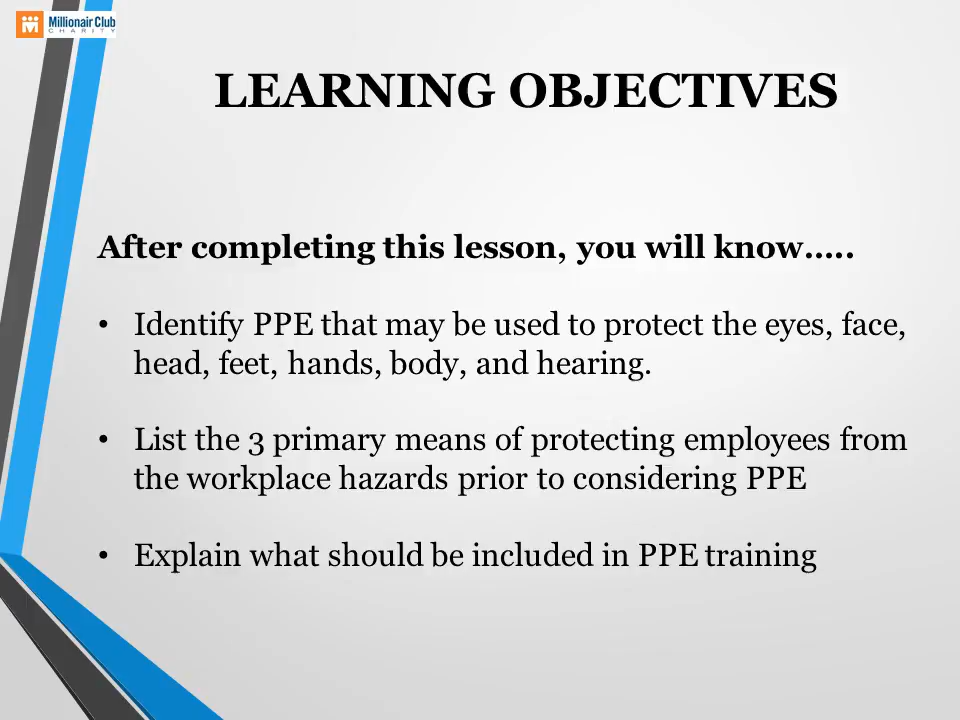 Millionair Club
CHARITY
LEARNING OBJECTIVES
After completing this lesson, you will know…..
• Identify PPE that may be used to protect the eyes, face,
head, feet, hands, body, and hearing.
• List the 3 primary means of protecting employees from
the workplace hazards prior to considering PPE
• Explain what should be included in PPE training